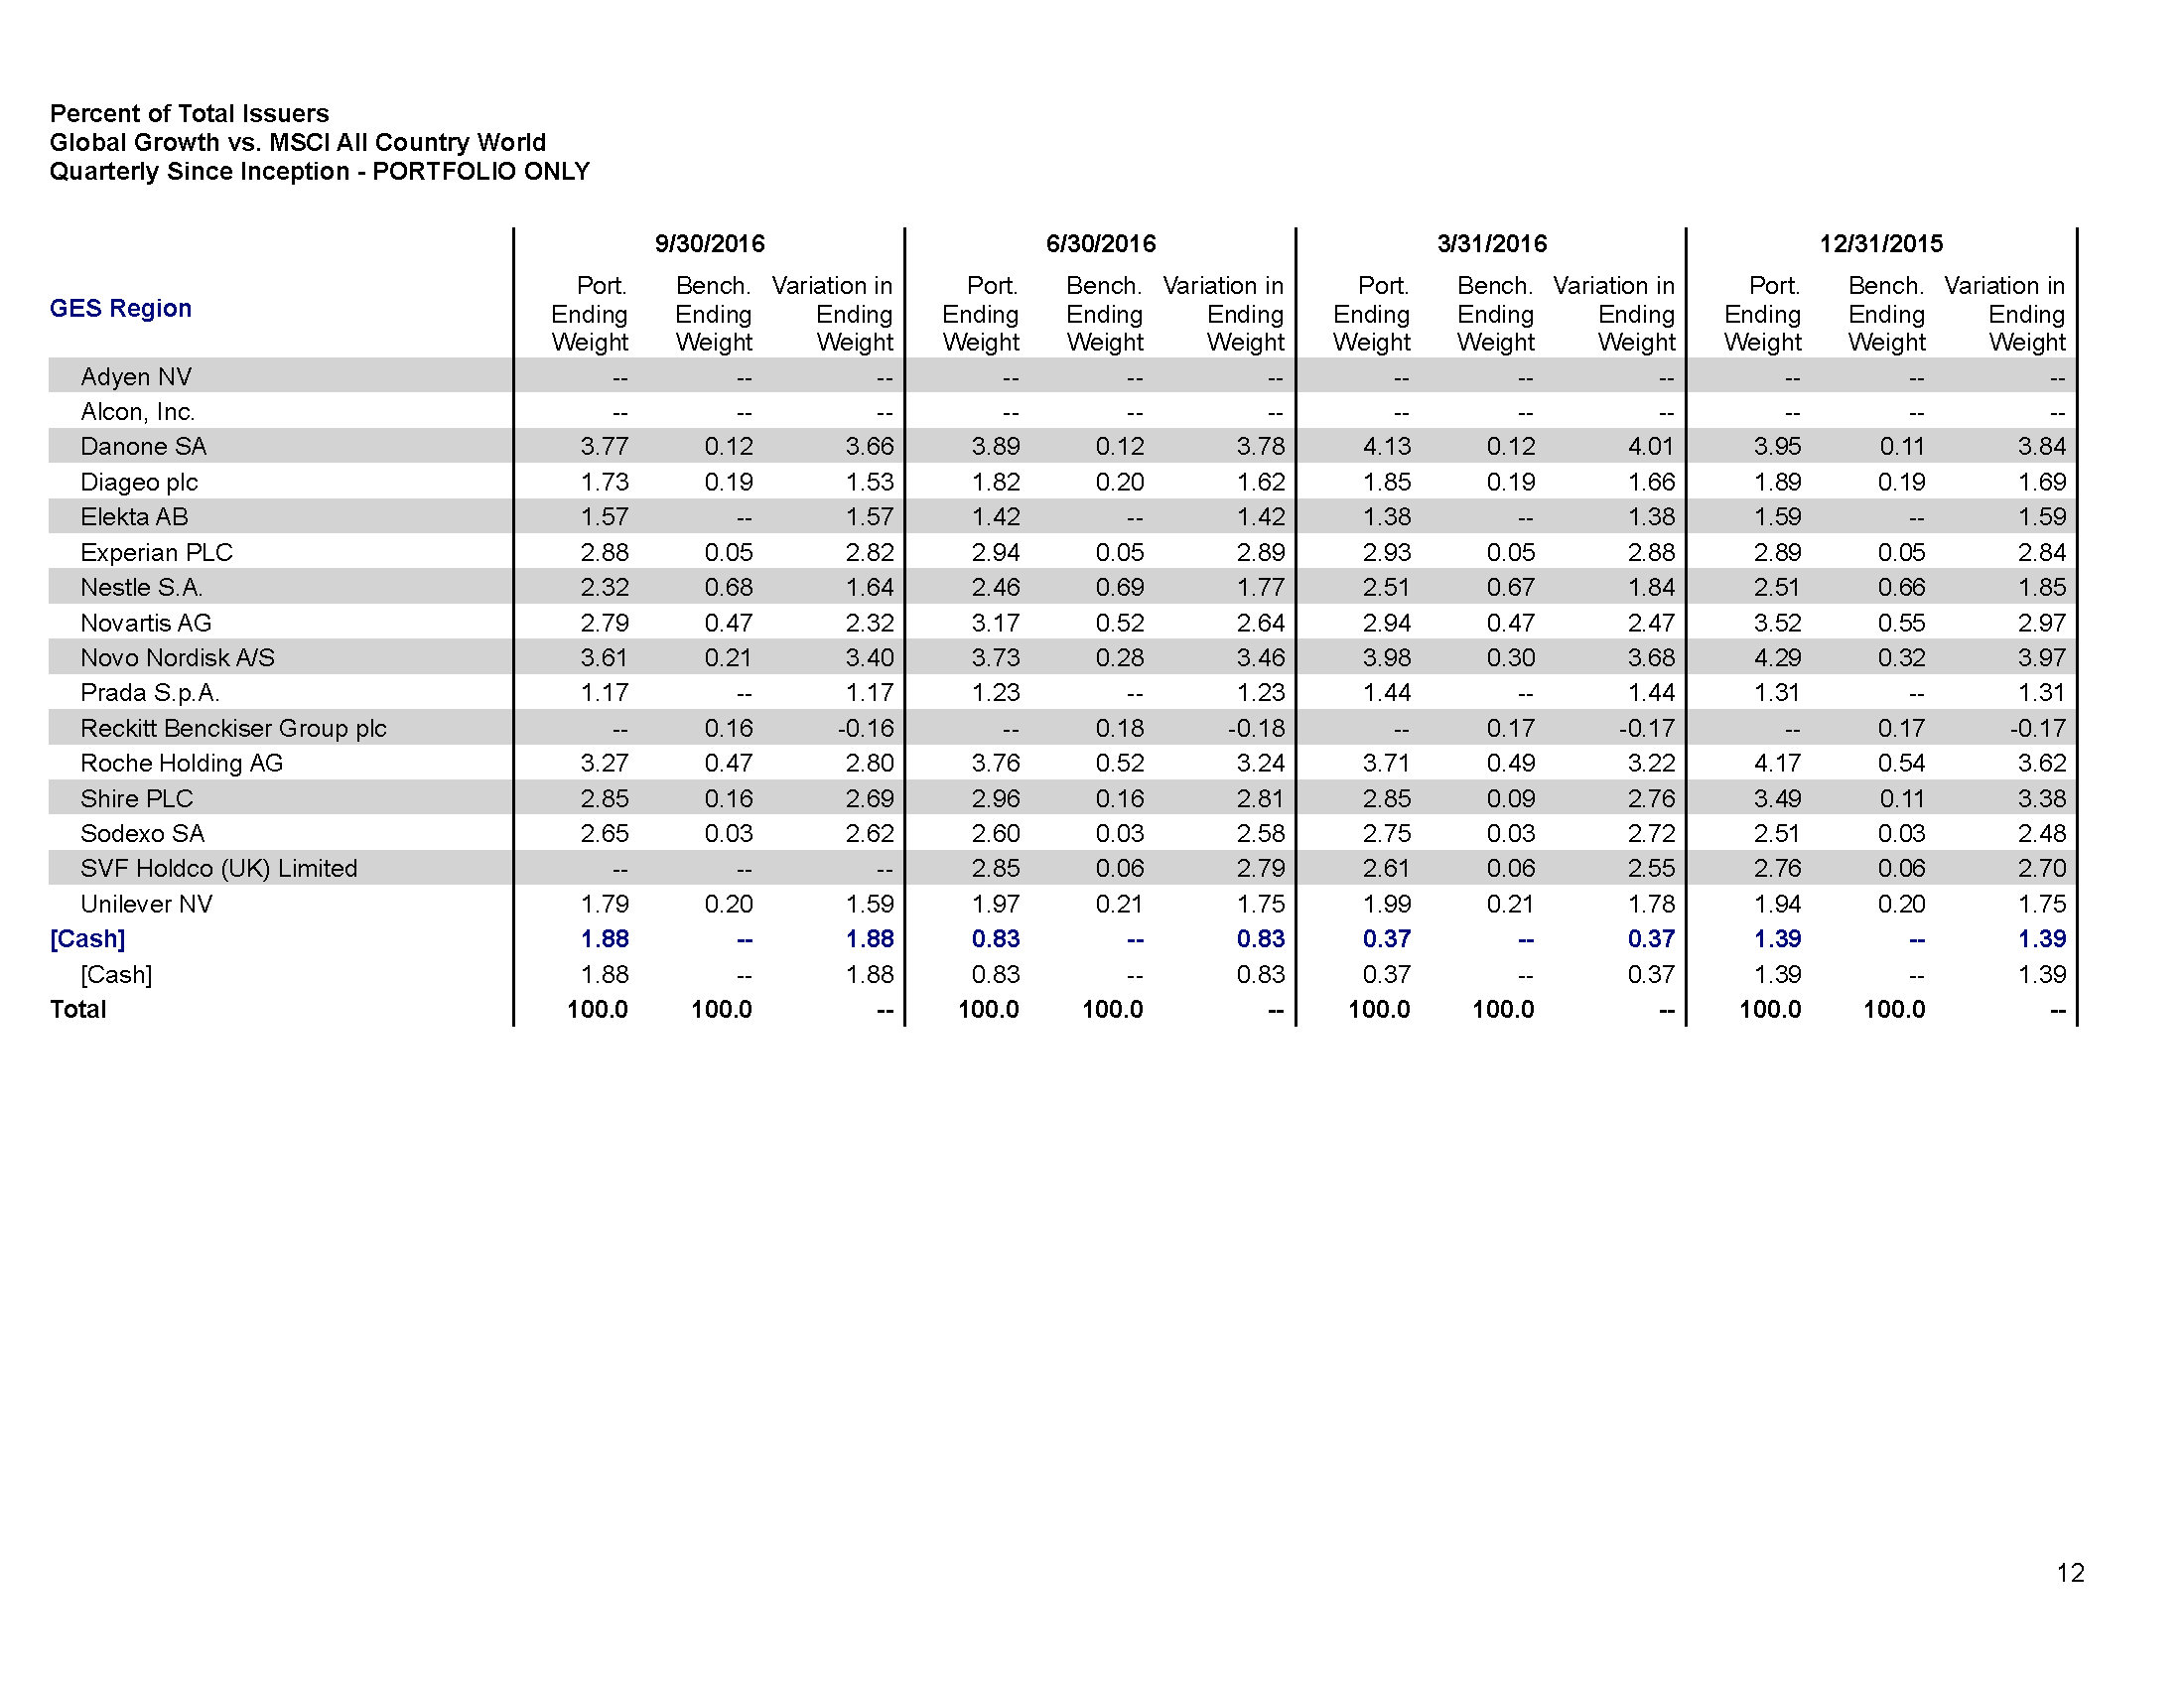 Percent of Total Issuers
Global Growth vs. MSCI All Country World
Quarterly Since Inception - PORTFOLIO ONLY
9/30/2016 6/30/2016 3/31/2016 12/31/2015
GES Region
Port. Bench. Variation in Port. Bench. Variation in Port. Bench. Variation in Port. Bench. Variation in
Ending Ending Ending Ending Ending Ending Ending Ending Ending Ending Ending Ending
Weight Weight Weight Weight Weight Weight Weight Weight Weight Weight Weight Weight
Adyen NV -- -- -- -- -- -- -- -- -- -- -- --
Alcon, Inc. -- -- -- -- -- -- -- -- -- -- -- --
Danone SA 3.77 0.12 3.66 3.89 0.12 3.78 4.13 0.12 4.01 3.95 0.11 3.84
Diageo plc 1.73 0.19 1.53 1.82 0.20 1.62 1.85 0.19 1.66 1.89 0.19 1.69
Elekta AB 1.57 -- 1.57 1.42 -- 1.42 1.38 -- 1.38 1.59 -- 1.59
Experian PLC 2.88 0.05 2.82 2.94 0.05 2.89 2.93 0.05 2.88 2.89 0.05 2.84
Nestle S.A. 2.32 0.68 1.64 2.46 0.69 1.77 2.51 0.67 1.84 2.51 0.66 1.85
Novartis AG 2.79 0.47 2.32 3.17 0.52 2.64 2.94 0.47 2.47 3.52 0.55 2.97
Novo Nordisk A/S 3.61 0.21 3.40 3.73 0.28 3.46 3.98 0.30 3.68 4.29 0.32 3.97
Prada S.p.A. 1.17 -- 1.17 1.23 -- 1.23 1.44 -- 1.44 1.31 -- 1.31
Reckitt Benckiser Group plc -- 0.16 -0.16 -- 0.18 -0.18 -- 0.17 -0.17 -- 0.17 -0.17
Roche Holding AG 3.27 0.47 2.80 3.76 0.52 3.24 3.71 0.49 3.22 4.17 0.54 3.62
Shire PLC 2.85 0.16 2.69 2.96 0.16 2.81 2.85 0.09 2.76 3.49 0.11 3.38
Sodexo SA 2.65 0.03 2.62 2.60 0.03 2.58 2.75 0.03 2.72 2.51 0.03 2.48
SVF Holdco (UK) Limited -- -- -- 2.85 0.06 2.79 2.61 0.06 2.55 2.76 0.06 2.70
Unilever NV 1.79 0.20 1.59 1.97 0.21 1.75 1.99 0.21 1.78 1.94 0.20 1.75
[Cash] 1.88 -- 1.88 0.83 -- 0.83 0.37 -- 0.37 1.39 -- 1.39
[Cash] 1.88 -- 1.88 0.83 -- 0.83 0.37 -- 0.37 1.39 -- 1.39
Total 100.0 100.0 -- 100.0 100.0 -- 100.0 100.0 -- 100.0 100.0 --
12